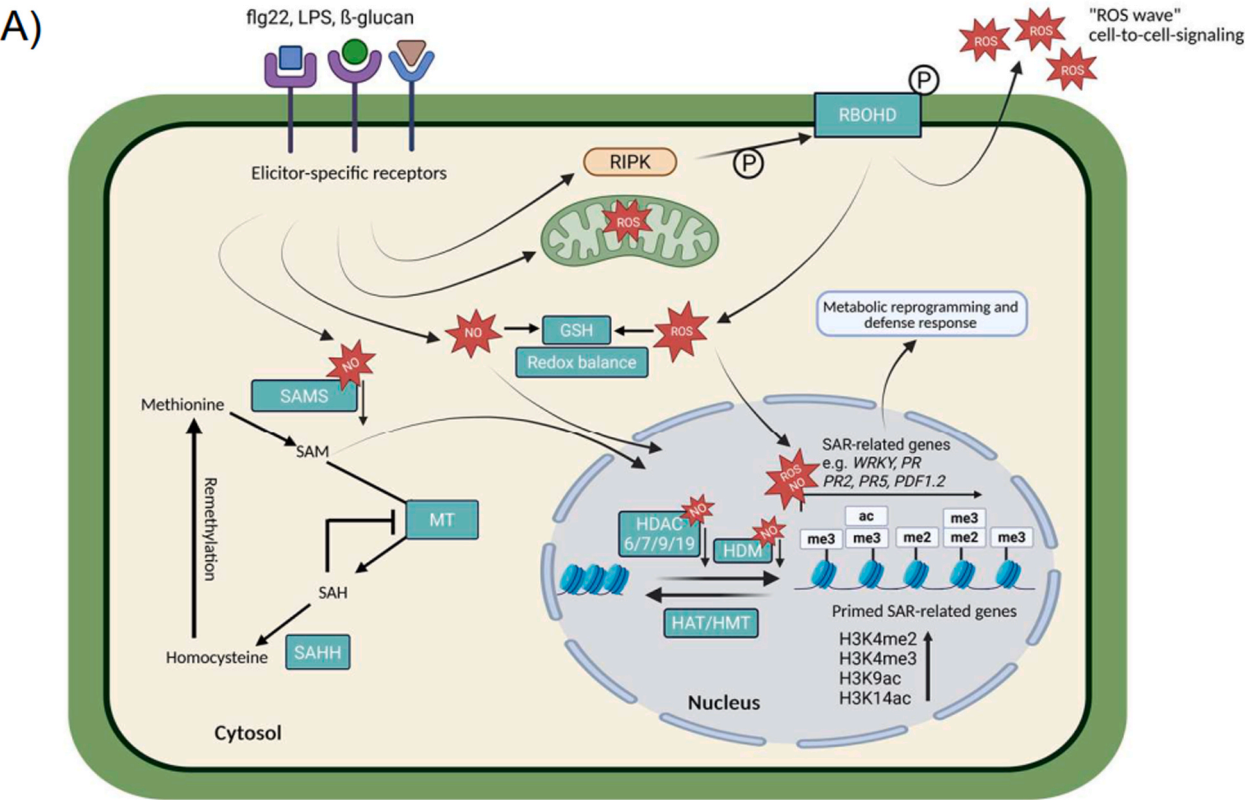 A)
flg22, LPS, ß-glucan
"ROS wave"
cell-to-cell-signaling
ROS
ROS
ROS
P
RBOHD
Elicitor-specific receptors
RIPK
P
ROS
Metabolic reprogramming and
defense response
NO
GSH
ROS
Redox balance
NO
SAMS
Methionine
SAM
Remethylation
MT
SAH
Homocysteine
SAHH
Cytosol
SAR-related genes
e.g. WRKY, PR
PR2, PR5, PDF1.2
ROS
NO
HDAC
6/7/9/19
NO
HDM
NO
HAT/HMT
me3
ac
me3
me2
me3
me2
me3
Primed SAR-related genes
H3K4me2
H3K4me3
H3K9ac
H3K14ac
Nucleus